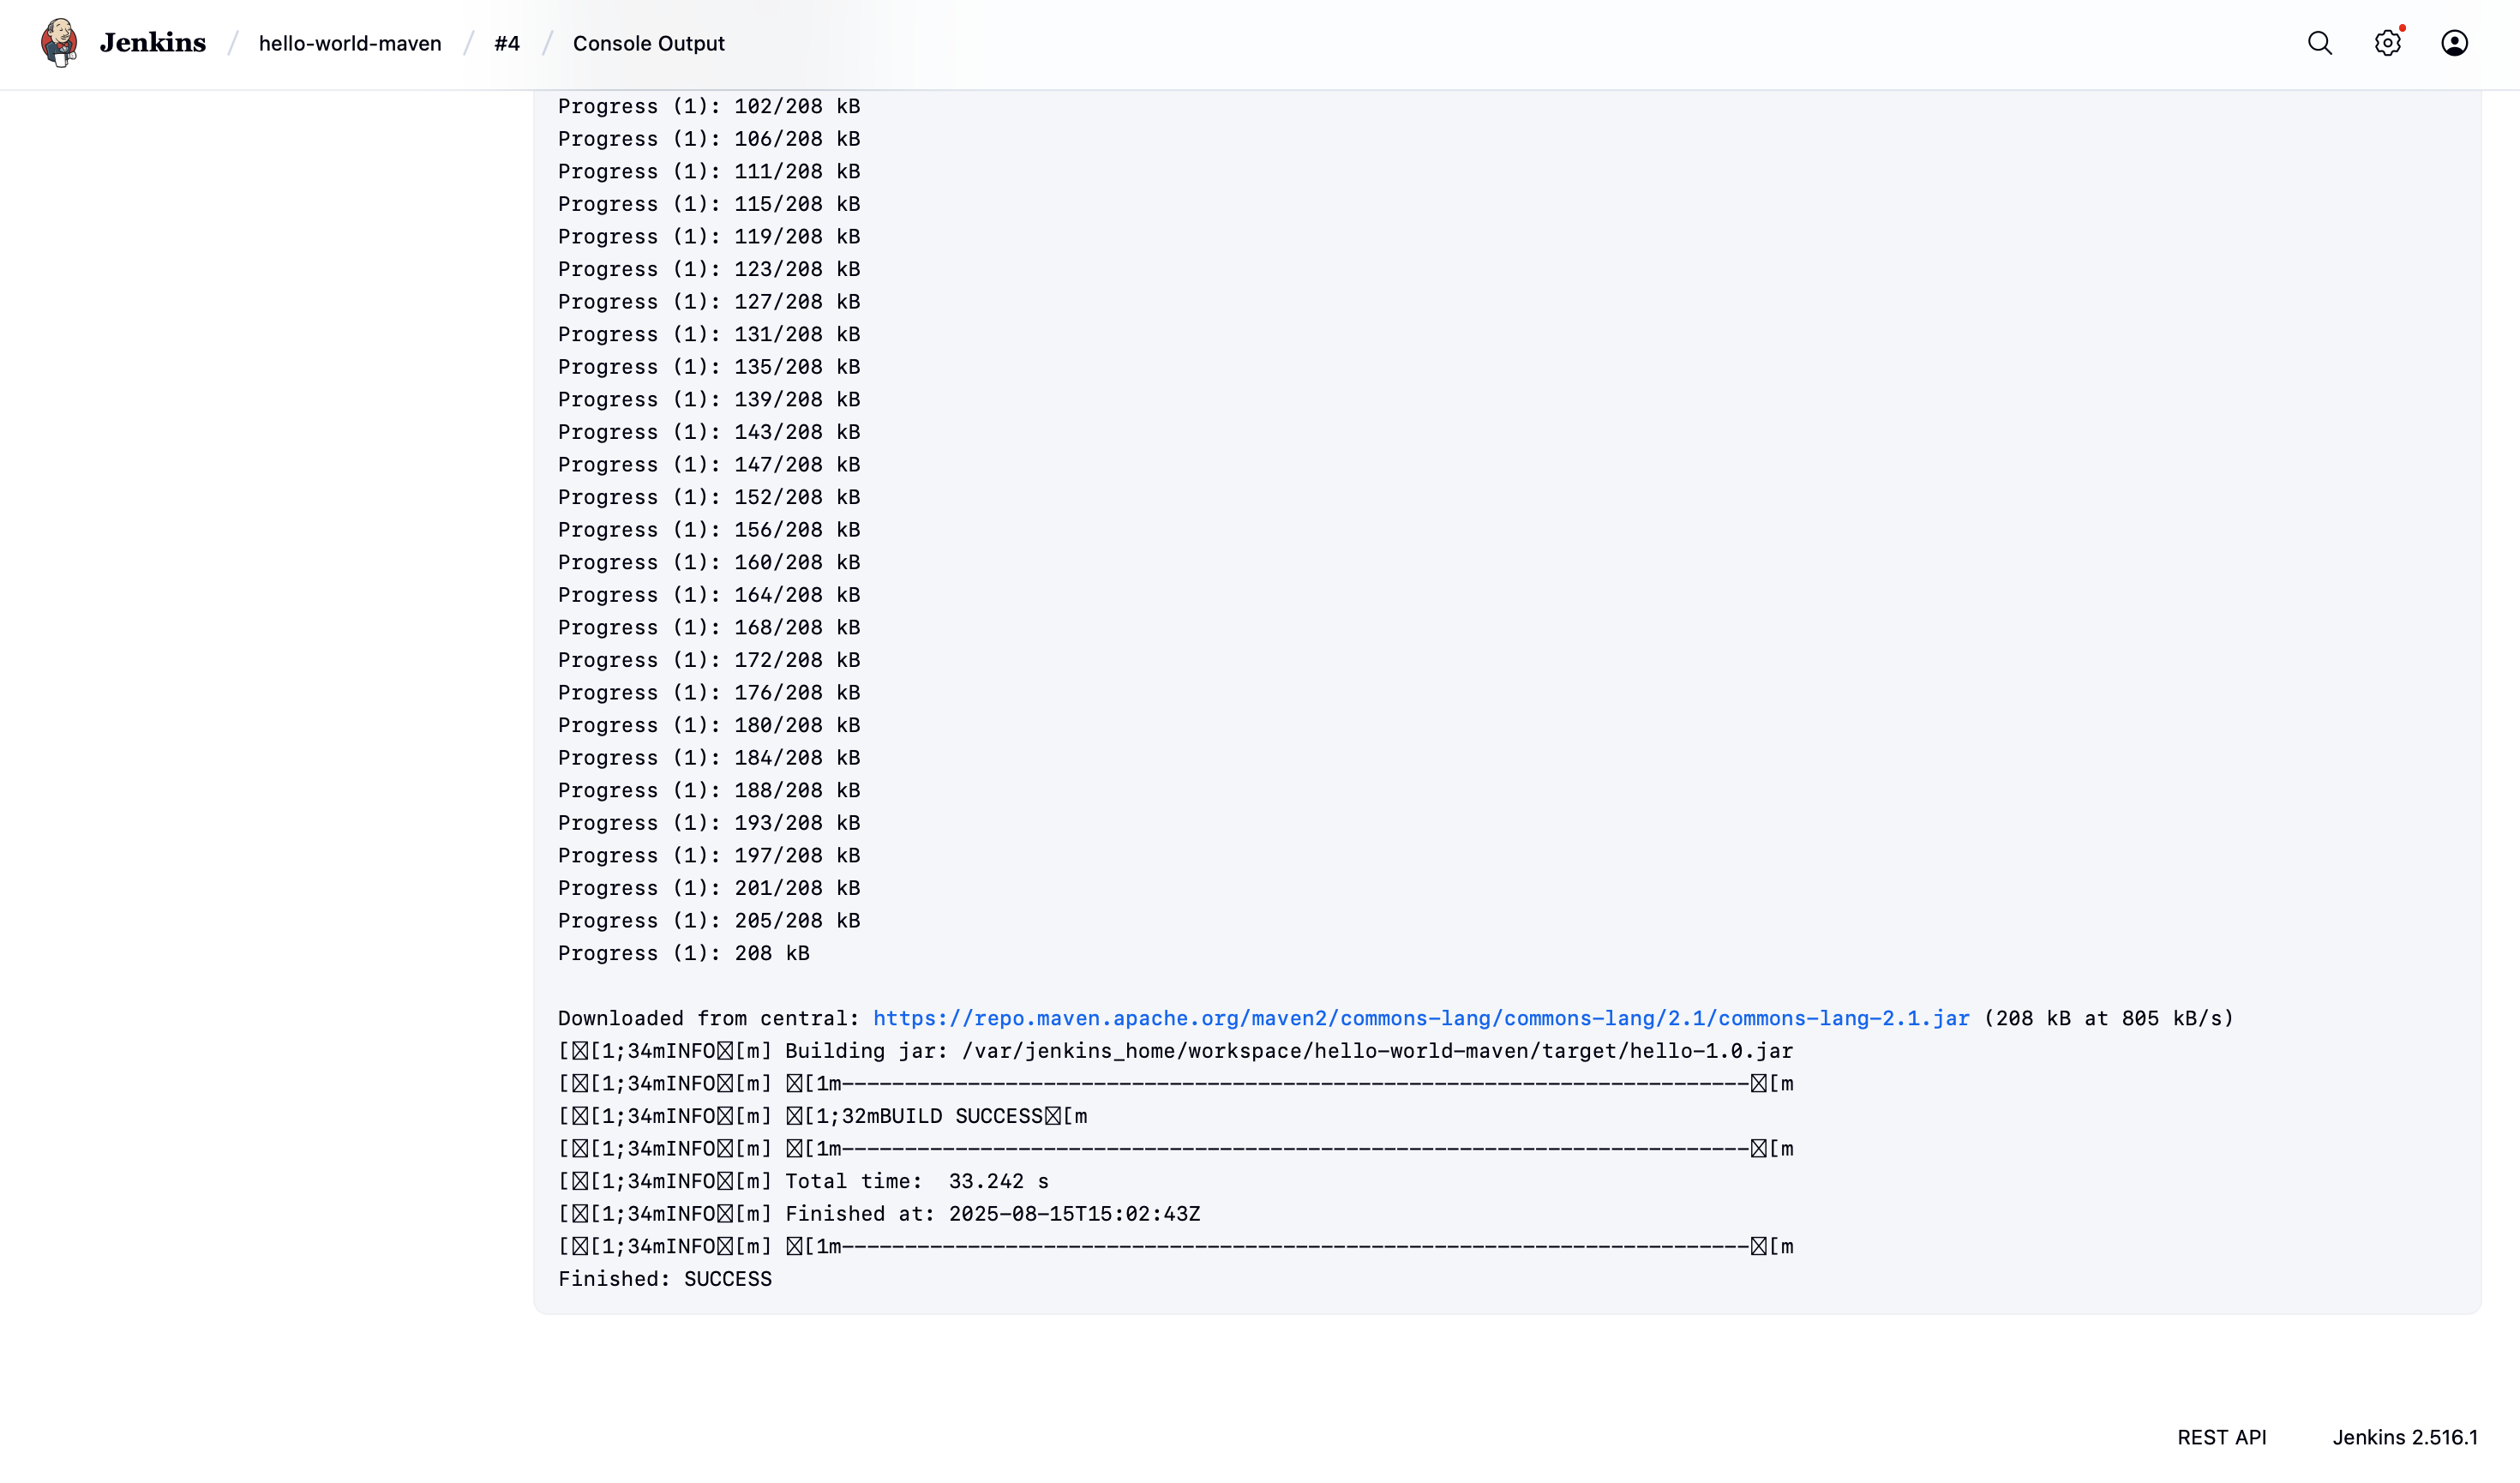 Jenkins / hello-world-maven / #4 / Console Output
Progress (1): 102/208 kB
Progress (1): 106/208 kB
Progress (1): 111/208 kB
Progress (1): 115/208 kB
Progress (1): 119/208 kB
Progress (1): 123/208 kB
Progress (1): 127/208 kB
Progress (1): 131/208 kB
Progress (1): 135/208 kB
Progress (1): 139/208 kB
Progress (1): 143/208 kB
Progress (1): 147/208 kB
Progress (1): 152/208 kB
Progress (1): 156/208 kB
Progress (1): 160/208 kB
Progress (1): 164/208 kB
Progress (1): 168/208 kB
Progress (1): 172/208 kB
Progress (1): 176/208 kB
Progress (1): 180/208 kB
Progress (1): 184/208 kB
Progress (1): 188/208 kB
Progress (1): 193/208 kB
Progress (1): 197/208 kB
Progress (1): 201/208 kB
Progress (1): 205/208 kB
Progress (1): 208 kB
Downloaded from central: https://repo.maven.apache.org/maven2/commons-lang/commons-lang/2.1/commons-lang-2.1.jar (208 kB at 805 kB/s)
[☒[1;34mINFO☒[m] Building jar: /var/jenkins_home/workspace/hello-world-maven/target/hello-1.0.jar
[☒[1;34mINFO☒[m] ☒[1m------------------------------------------------------------------------☒[m
[☒[1;34mINFO☒[m] ☒[1;32mBUILD SUCCESS☒[m
[☒[1;34mINFO☒[m] ☒[1m------------------------------------------------------------------------☒[m
[☒[1;34mINFO☒[m] Total time:  33.242 s
[☒[1;34mINFO☒[m] Finished at: 2025-08-15T15:02:43Z
[☒[1;34mINFO☒[m] ☒[1m------------------------------------------------------------------------☒[m
Finished: SUCCESS
REST API Jenkins 2.516.1